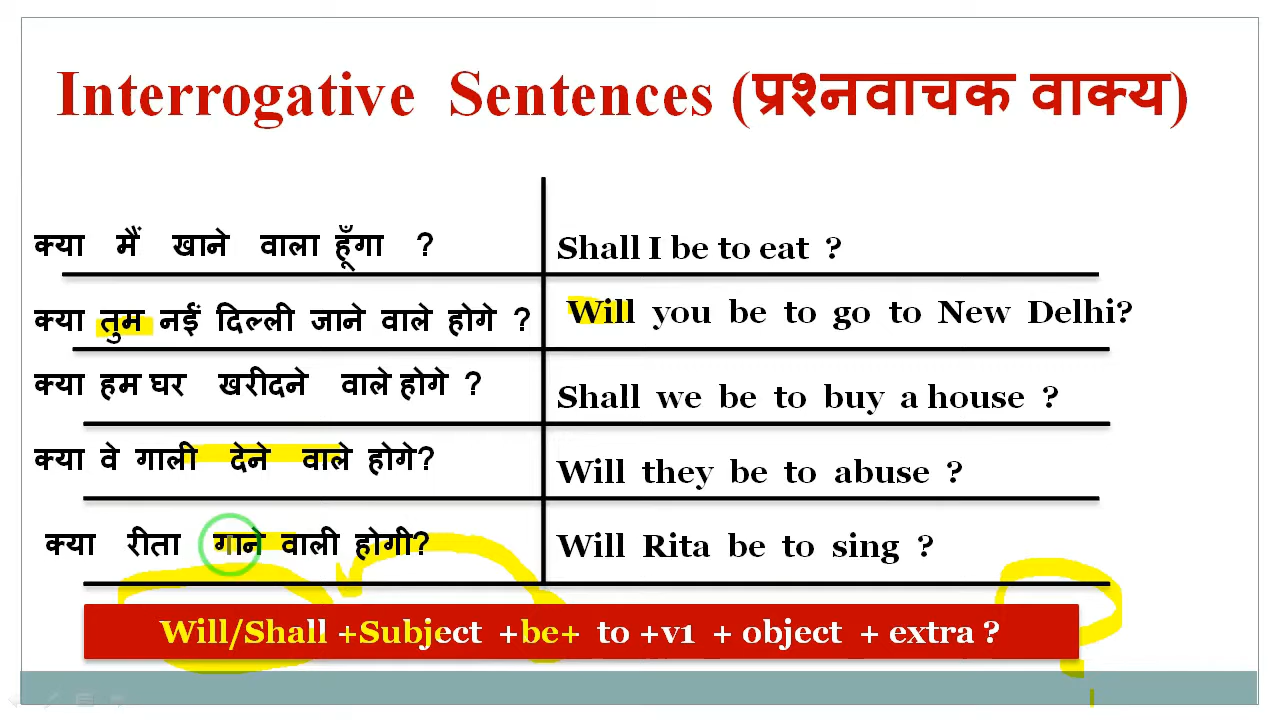 Interrogative Sentences (प्रश्नवाचक वाक्य)
क्या मैं खाने वाला हूँगा ?
Shall I be to eat ?
क्या तुम नईं दिल्ली जाने वाले होगे ?
Will you be to go to New Delhi?
क्या हम घर खरीदने वाले होगे ?
Shall we be to buy a house ?
क्या वे गाली देने वाले होगे?
Will they be to abuse ?
क्या रीता गाने वाली होगी?
Will Rita be to sing ?
Will/Shall +Subject +be+ to +v1 + object + extra ?